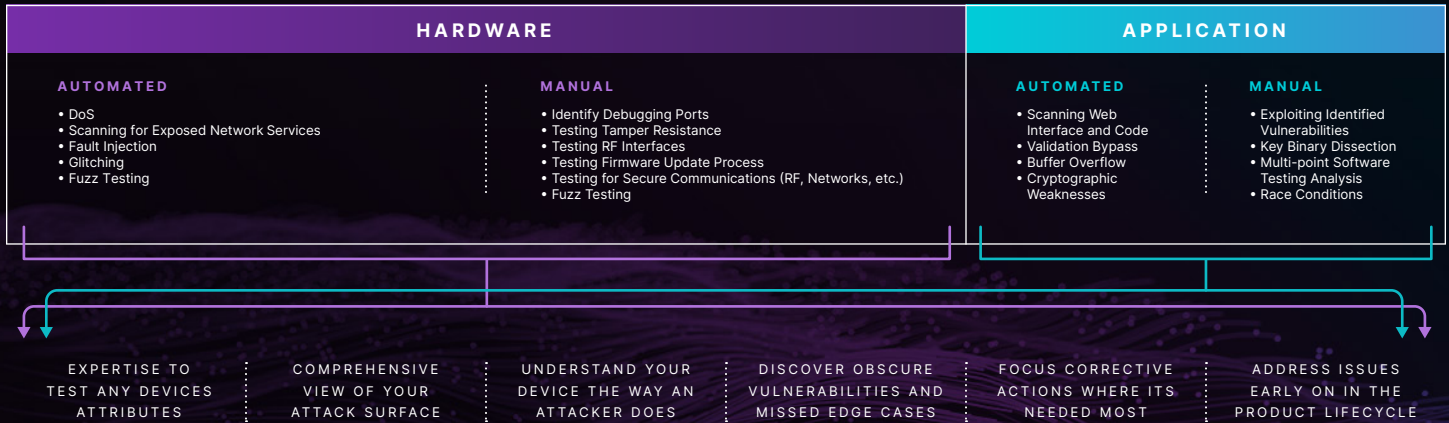 HARDWARE
APPLICATION
AUTOMATED
• DoS
• Scanning for Exposed Network Services
• Fault Injection
• Glitching
• Fuzz Testing
MANUAL
• Identify Debugging Ports
• Testing Tamper Resistance
• Testing RF Interfaces
• Testing Firmware Update Process
• Testing for Secure Communications (RF, Networks, etc.)
• Fuzz Testing
AUTOMATED
• Scanning Web
Interface and Code
• Validation Bypass
• Buffer Overflow
• Cryptographic
Weaknesses
MANUAL
• Exploiting Identified
Vulnerabilities
• Key Binary Dissection
• Multi-point Software
Testing Analysis
• Race Conditions
EXPERTISE TO
TEST ANY DEVICES
ATTRIBUTES
COMPREHENSIVE
VIEW OF YOUR
ATTACK SURFACE
UNDERSTAND YOUR
DEVICE THE WAY AN
ATTACKER DOES
DISCOVER OBSCURE
VULNERABILITIES AND
MISSED EDGE CASES
FOCUS CORRECTIVE
ACTIONS WHERE ITS
NEEDED MOST
ADDRESS ISSUES
EARLY ON IN THE
PRODUCT LIFECYCLE